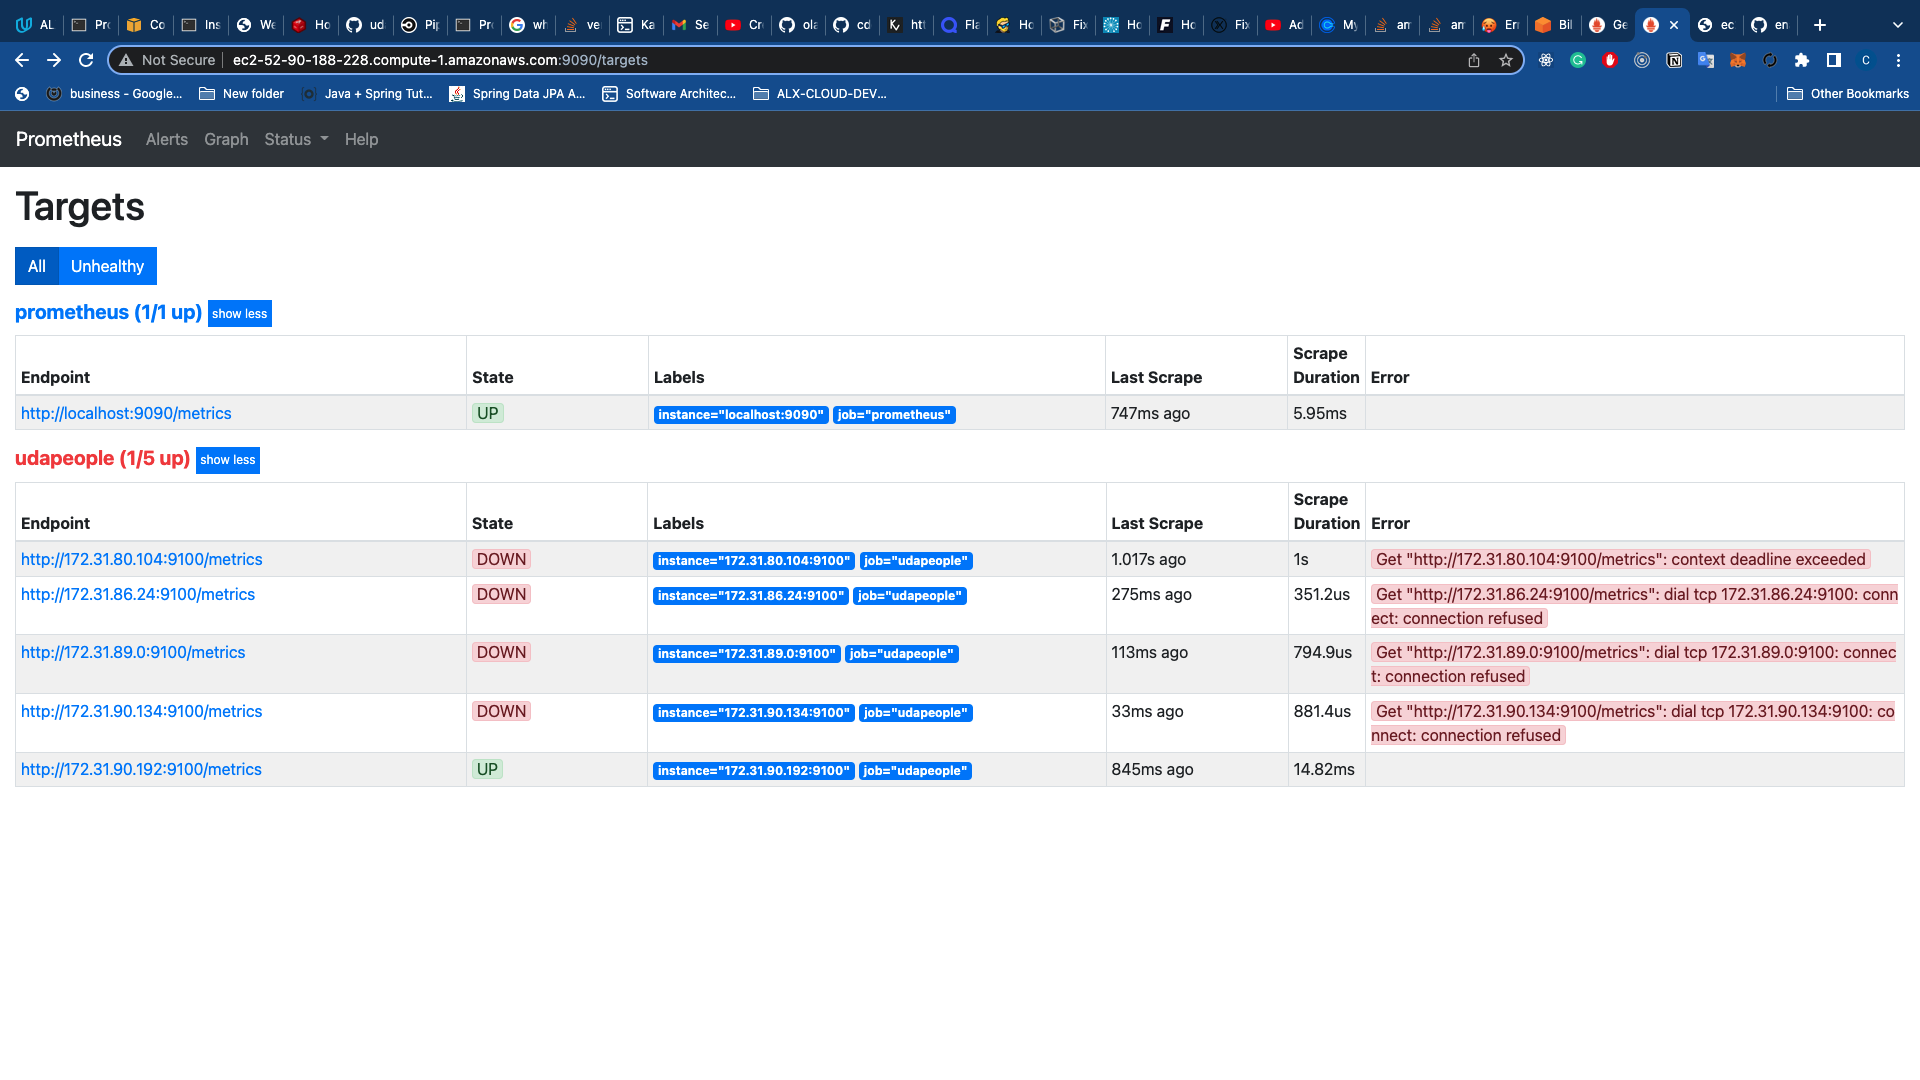 AL Pro Co Ins We Ho ud Pip Pro wh ve Ka Se Cr ola cd htt Fla Ho Fix Ho Ho Fix Ad My am am Err Bil Ge ec en
Not Secure ec2-52-90-188-228.compute-1.amazonaws.com:9090/targets C
business - Google... New folder Java + Spring Tut... Spring Data JPA A... Software Architec... ALX-CLOUD-DEV... Other Bookmarks
Prometheus Alerts Graph Status Help
Targets
All Unhealthy
prometheus (1/1 up) show less
Endpoint State Labels Last Scrape Scrape Duration Error
http://localhost:9090/metrics UP instance="localhost:9090" job="prometheus" 747ms ago 5.95ms
udapeople (1/5 up) show less
Endpoint State Labels Last Scrape Scrape Duration Error
http://172.31.80.104:9100/metrics DOWN instance="172.31.80.104:9100" job="udapeople" 1.017s ago 1s Get "http://172.31.80.104:9100/metrics": context deadline exceeded
http://172.31.86.24:9100/metrics DOWN instance="172.31.86.24:9100" job="udapeople" 275ms ago 351.2us Get "http://172.31.86.24:9100/metrics": dial tcp 172.31.86.24:9100: conn
ect: connection refused
http://172.31.89.0:9100/metrics DOWN instance="172.31.89.0:9100" job="udapeople" 113ms ago 794.9us Get "http://172.31.89.0:9100/metrics": dial tcp 172.31.89.0:9100: connec
t: connection refused
http://172.31.90.134:9100/metrics DOWN instance="172.31.90.134:9100" job="udapeople" 33ms ago 881.4us Get "http://172.31.90.134:9100/metrics": dial tcp 172.31.90.134:9100: co
nnect: connection refused
http://172.31.90.192:9100/metrics UP instance="172.31.90.192:9100" job="udapeople" 845ms ago 14.82ms